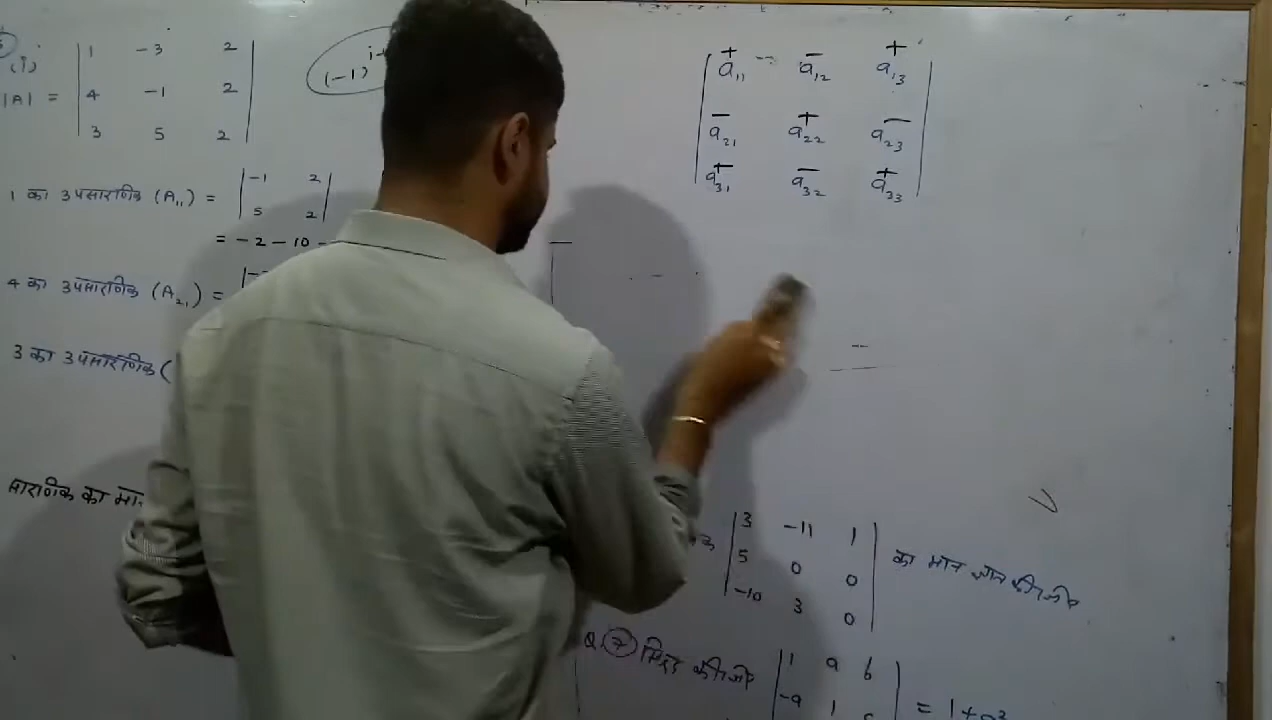 (i)
|A| = | 1 -3 2 |
| 4 -1 2 |
| 3 5 2 |
(-1)^i+
1 का उपसारणिक (A₁₁) = | -1 2 |
| 5 2 |
= -2 - 10
4 का उपसारणिक (A₂₁) =
3 का उपसारणिक (
सारणिक का
| +a₁₁ -a₁₂ +a₁₃ |
| -a₂₁ +a₂₂ -a₂₃ |
| +a₃₁ -a₃₂ +a₃₃ |
| 3 -11 1 |
| 5 0 0 | का मान ज्ञात कीजिए
| -10 3 0 |
Q. 7 सिद्ध कीजिए | 1 a b |
| -a 1 c | = 1 + a²